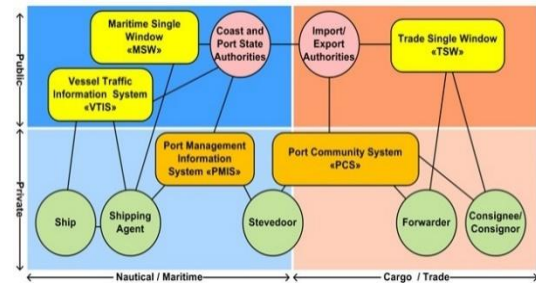 Public
Private
Maritime Single
Window
«MSW»
Coast and
Port State
Authorities
Import/
Export
Authorities
Trade Single Window
«TSW»
Vessel Traffic
Information System
«VTIS»
Port Management
Information
System «PMIS»
Port Community System
«PCS»
Ship
Shipping
Agent
Stevedoor
Forwarder
Consignee/
Consignor
Nautical / Maritime
Cargo / Trade